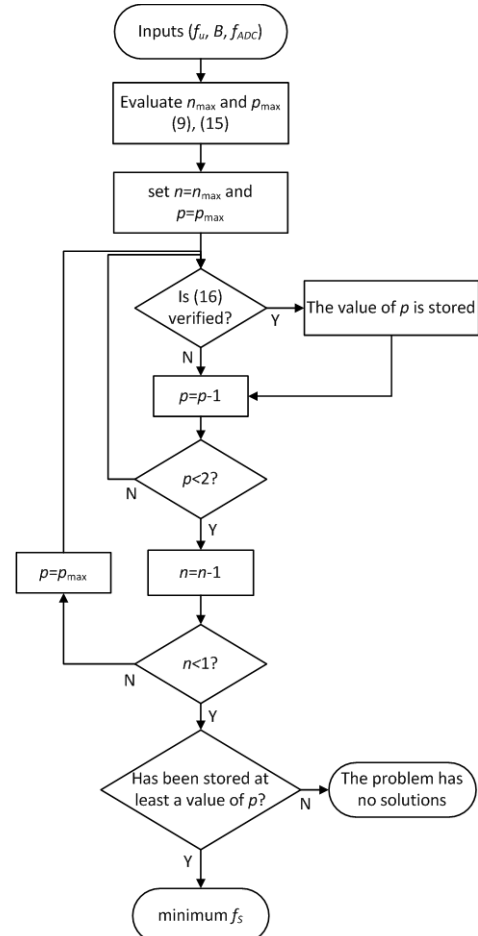 Inputs (fu, B, fADC)
Evaluate nmax and pmax
(9), (15)
set n=nmax and
p=pmax
Is (16)
verified?
Y
The value of p is stored
N
p=p-1
p<2?
N
Y
p=pmax
n=n-1
n<1?
N
Y
Has been stored at
least a value of p?
N
The problem has
no solutions
Y
minimum fS